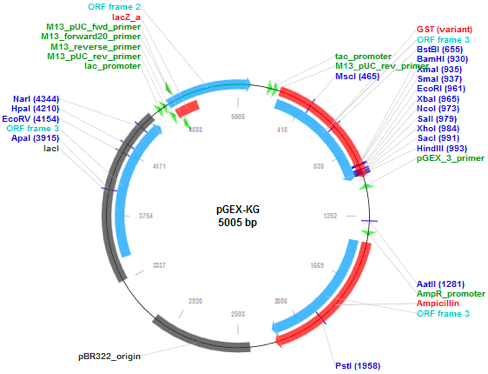 ORF frame 2
lacZ_a
M13_pUC_fwd_primer
M13_forward20_primer
M13_reverse_primer
M13_pUC_rev_primer
lac_promoter
tac_promoter
M13_pUC_rev_primer
MscI (465)
GST (variant)
ORF frame 3
BstBI (655)
BamHI (930)
XmaI (935)
SmaI (937)
EcoRI (961)
XbaI (965)
NcoI (973)
SalI (979)
XhoI (984)
SacI (991)
HindIII (993)
pGEX_3_primer
NarI (4344)
HpaI (4210)
EcoRV (4154)
ORF frame 3
ApaI (3915)
lacI
5005
418
835
1252
1669
2086
2503
2920
3337
3754
4171
4588
pGEX-KG
5005 bp
AatII (1281)
AmpR_promoter
Ampicillin
ORF frame 3
PstI (1958)
pBR322_origin